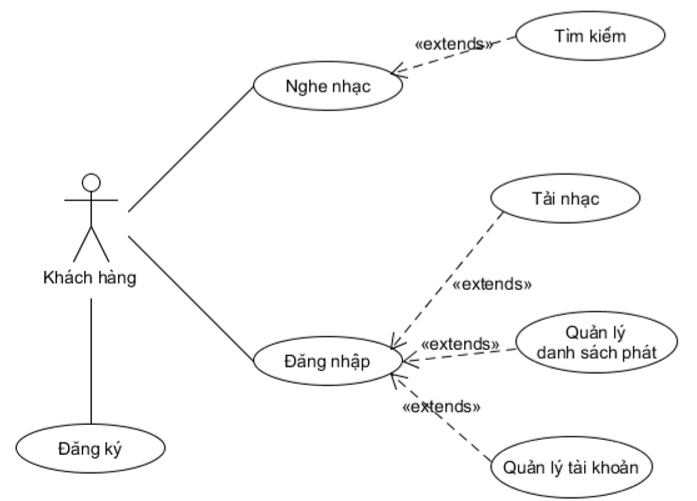 Tìm kiếm
«extends»
Nghe nhạc
Tải nhạc
Khách hàng
«extends»
Quản lý
danh sách phát
«extends»
Đăng nhập
«extends»
Đăng ký
Quản lý tài khoản